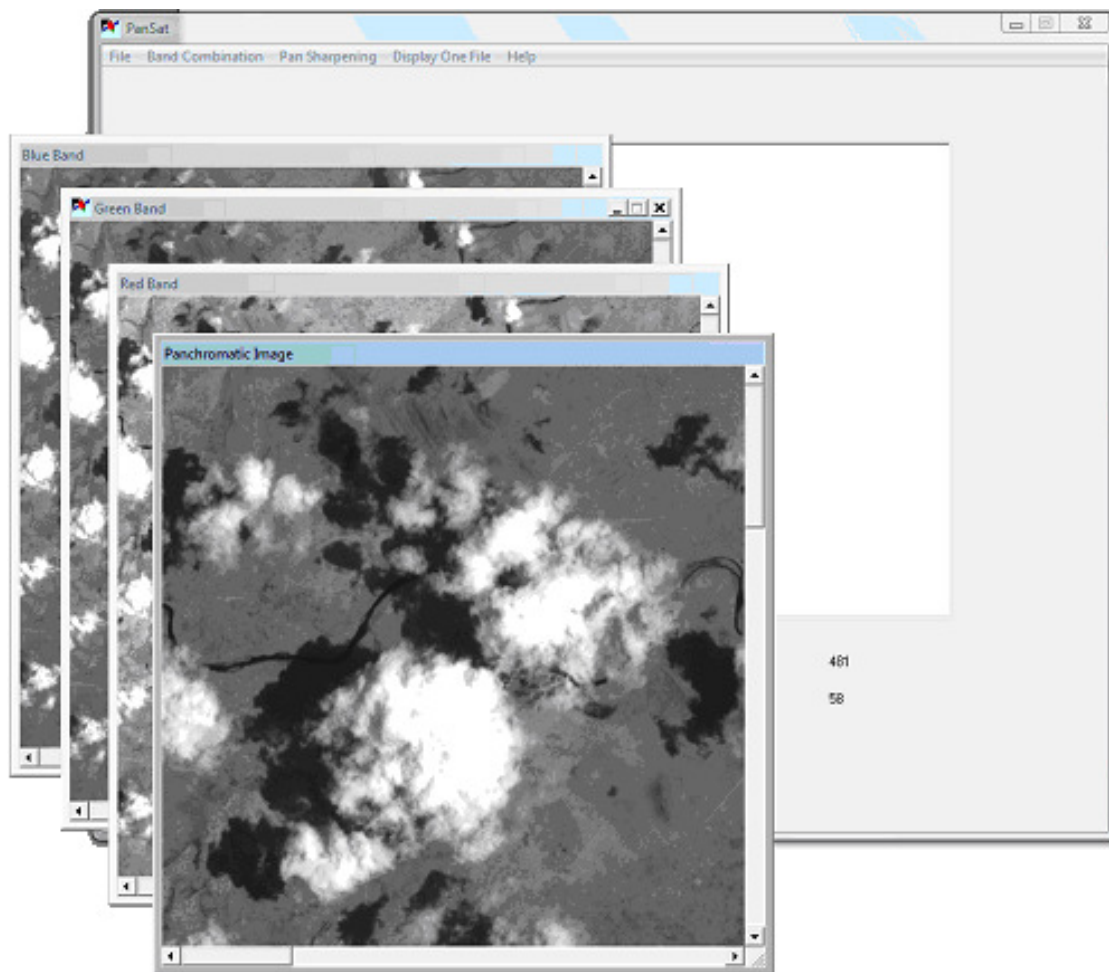 PanSat
File Band Combination Pan Sharpening Display One File Help
Blue Band
Green Band
Red Band
Panchromatic Image
481
58